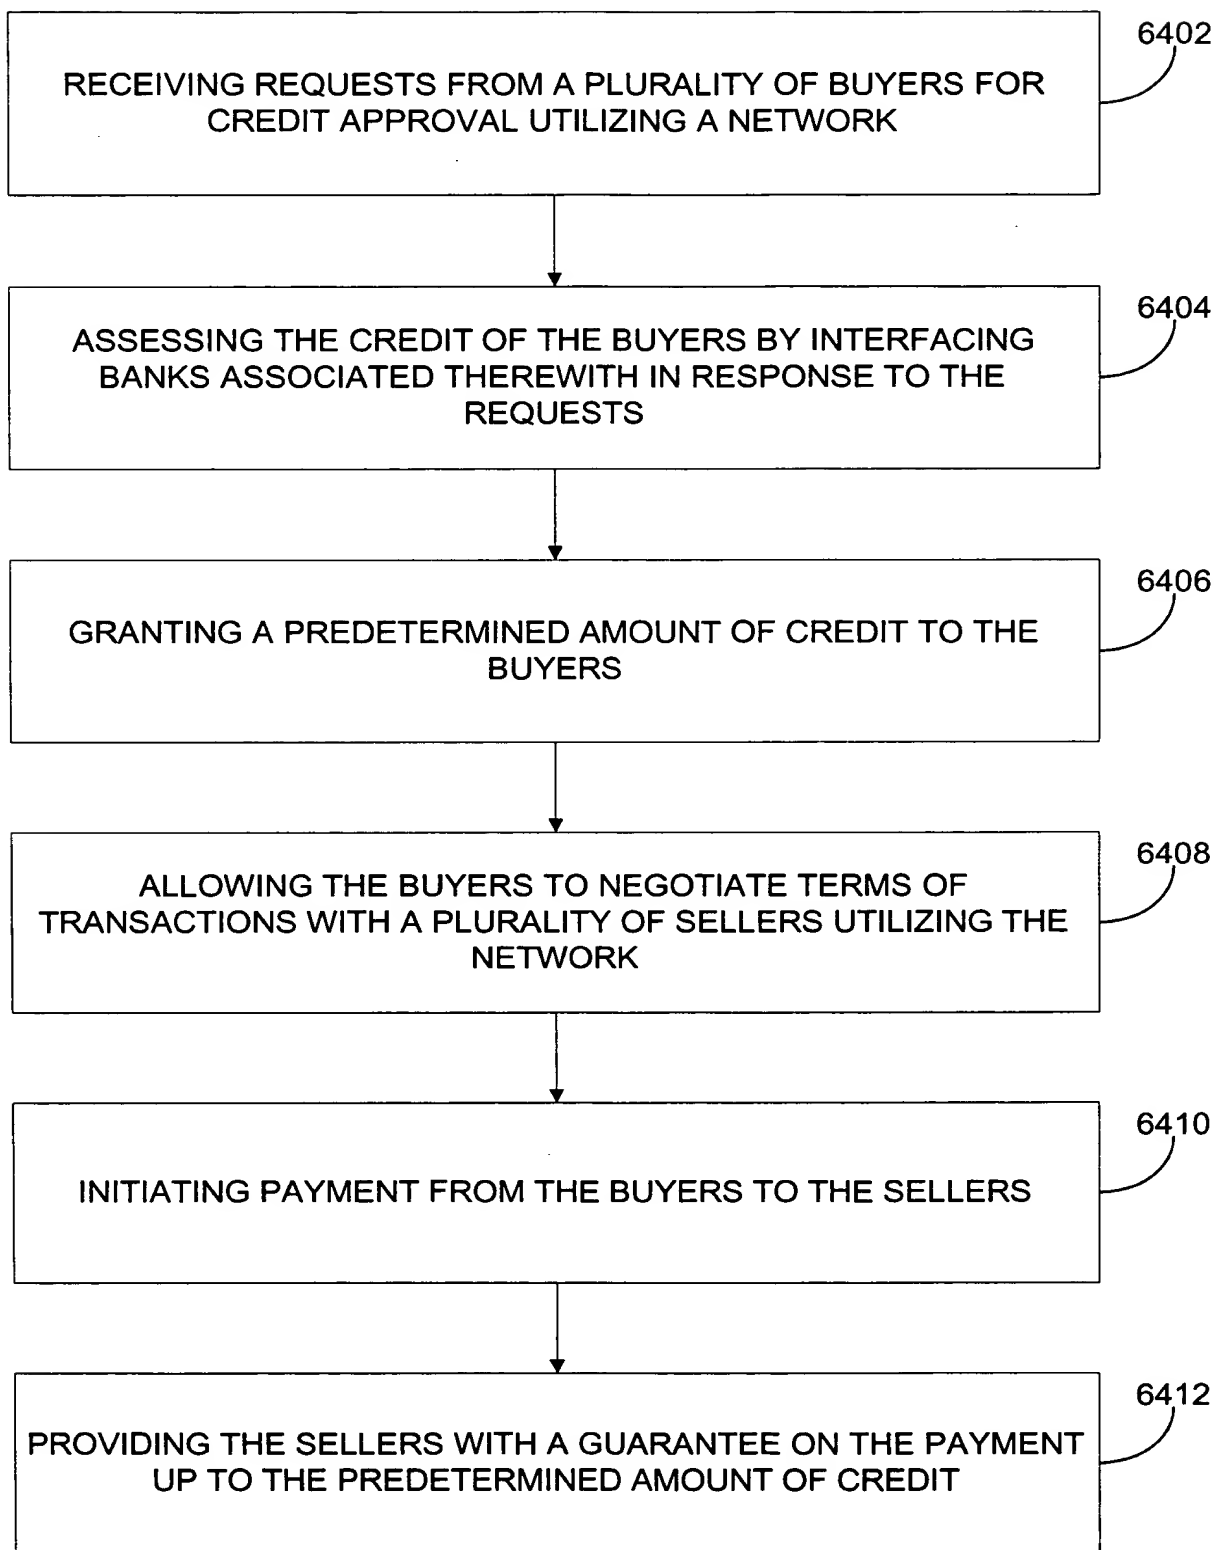 6402
RECEIVING REQUESTS FROM A PLURALITY OF BUYERS FOR
CREDIT APPROVAL UTILIZING A NETWORK
6404
ASSESSING THE CREDIT OF THE BUYERS BY INTERFACING
BANKS ASSOCIATED THEREWITH IN RESPONSE TO THE
REQUESTS
6406
GRANTING A PREDETERMINED AMOUNT OF CREDIT TO THE
BUYERS
6408
ALLOWING THE BUYERS TO NEGOTIATE TERMS OF
TRANSACTIONS WITH A PLURALITY OF SELLERS UTILIZING THE
NETWORK
6410
INITIATING PAYMENT FROM THE BUYERS TO THE SELLERS
6412
PROVIDING THE SELLERS WITH A GUARANTEE ON THE PAYMENT
UP TO THE PREDETERMINED AMOUNT OF CREDIT